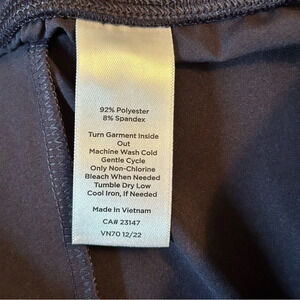 92% Polyester
8% Spandex
Turn Garment Inside
Out
Machine Wash Cold
Gentle Cycle
Only Non-Chlorine
Bleach When Needed
Tumble Dry Low
Cool Iron, If Needed
Made In Vietnam
CA# 23147
VN70 12/22